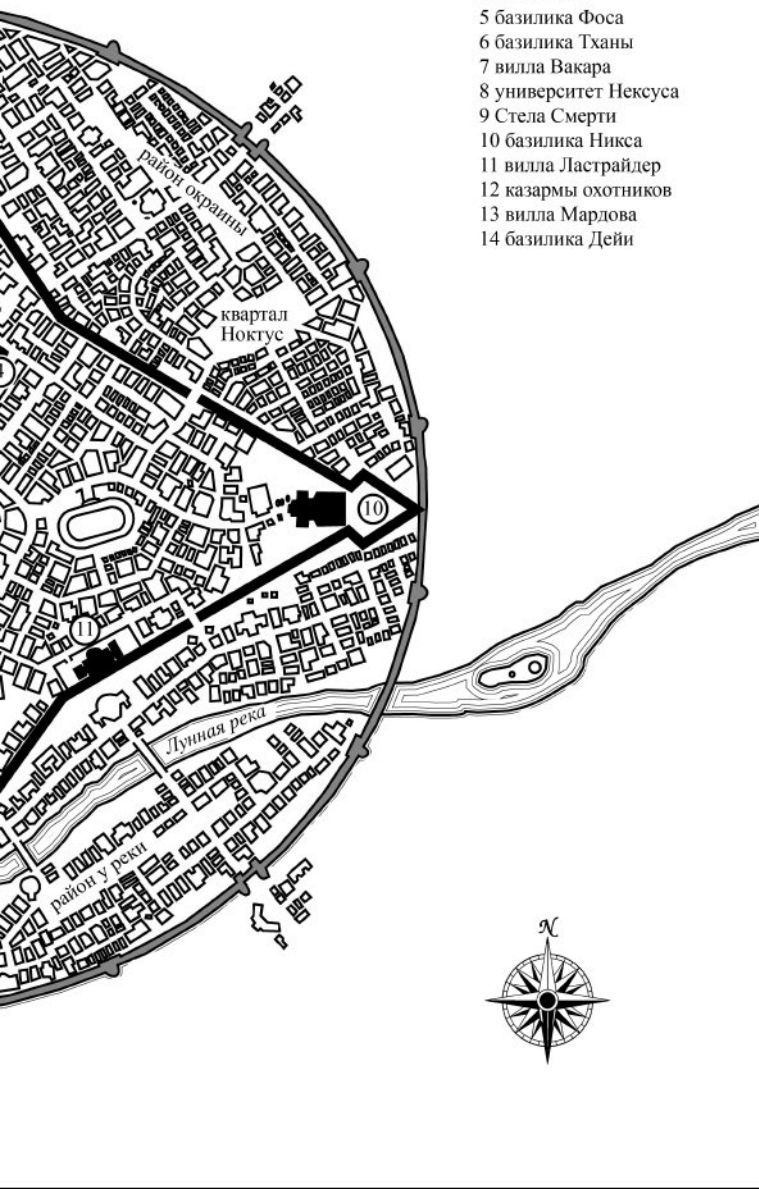 5 базилика Фоса
6 базилика Тханы
7 вилла Вакара
8 университет Нексуса
9 Стела Смерти
10 базилика Никса
11 вилла Ластрайдер
12 казармы охотников
13 вилла Мардова
14 базилика Дейи
район окраины
квартал
Ноктус
10
11
Лунная река
район у реки
N